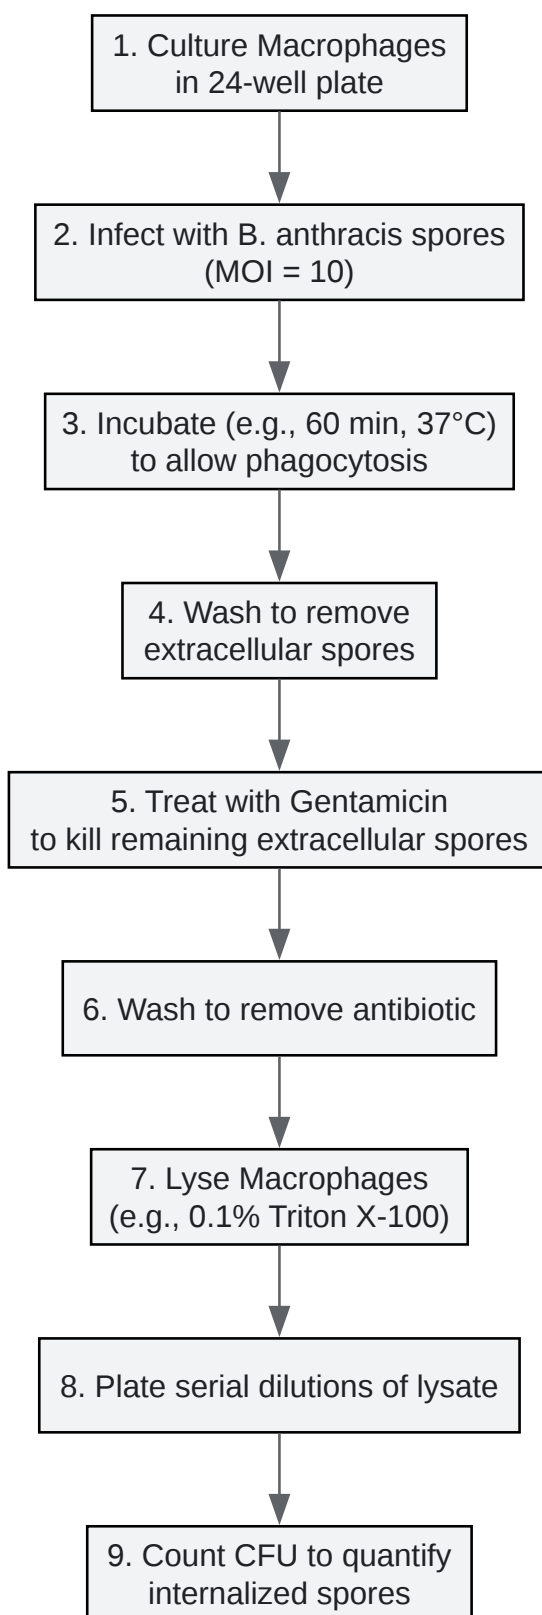 1. Culture Macrophages
in 24-well plate
2. Infect with B. anthracis spores
(MOI = 10)
3. Incubate (e.g., 60 min, 37°C)
to allow phagocytosis
4. Wash to remove
extracellular spores
5. Treat with Gentamicin
to kill remaining extracellular spores
6. Wash to remove antibiotic
7. Lyse Macrophages
(e.g., 0.1% Triton X-100)
8. Plate serial dilutions of lysate
9. Count CFU to quantify
internalized spores